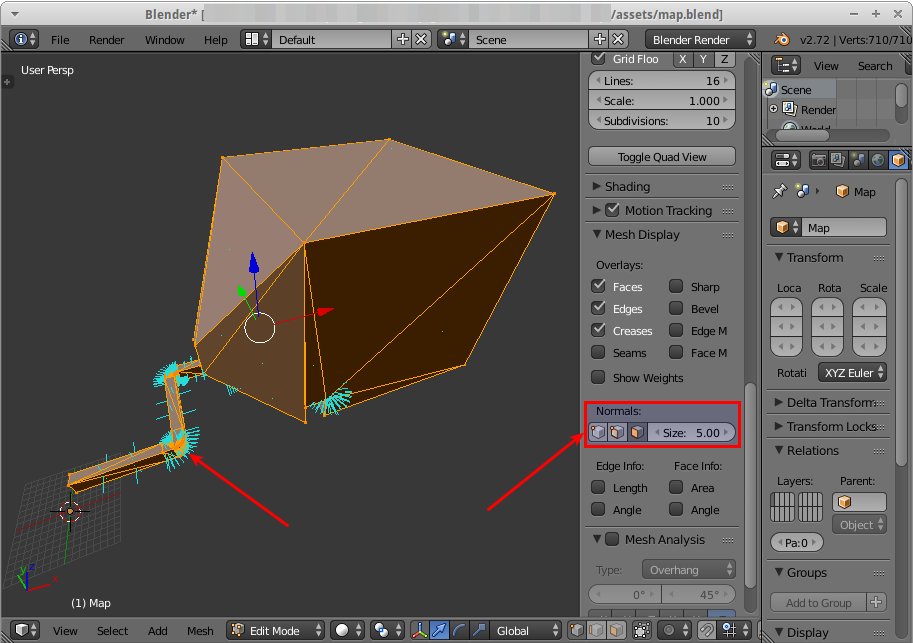 Blender* [ /assets/map.blend]
File Render Window Help Default Scene Blender Render v2.72 | Verts:710/710
User Persp
Grid Floo X Y Z
Lines: 16
Scale: 1.000
Subdivisions: 10
Toggle Quad View
Shading
Motion Tracking
Mesh Display
Overlays:
Faces Sharp
Edges Bevel
Creases Edge M
Seams Face M
Show Weights
Normals:
Size: 5.00
Edge Info: Face Info:
Length Area
Angle Angle
Mesh Analysis
Type: Overhang
0° 45°
View Search
Scene
Render
World
Map
Map
Transform
Loca Rota Scale
Rotati XYZ Euler
Delta Transform
Transform Locks
Relations
Layers: Parent:
Object
Pa:0
Groups
Add to Group
Display
(1) Map
View Select Add Mesh Edit Mode Global